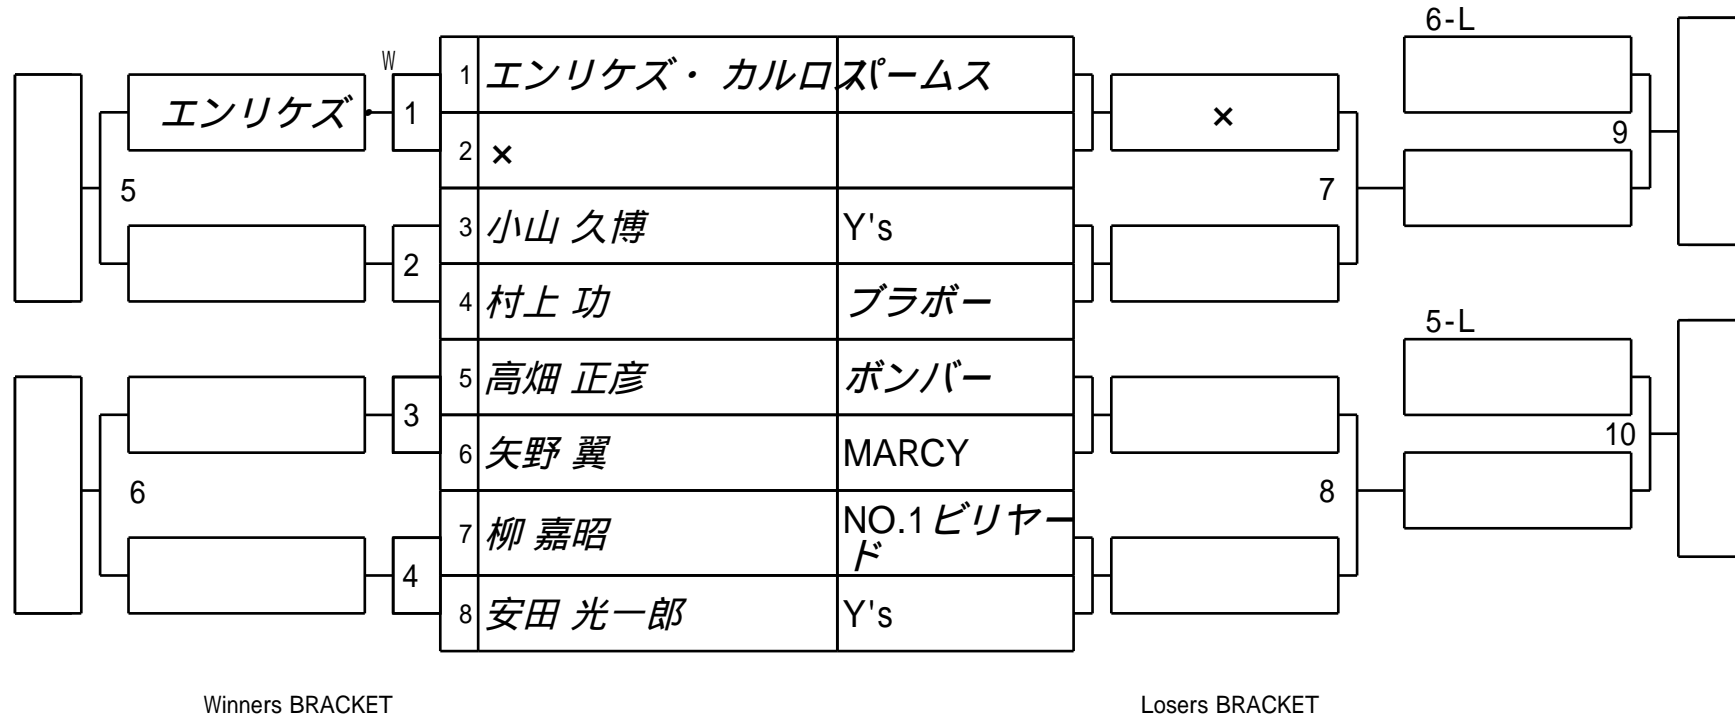 6-L
W
1 エンリケズ・ カルロス パームス
エンリケズ 1 ×
2 × 9
5 7
3 小山 久博 Y's
2
4 村上 功 ブラボー
5-L
5 高畑 正彦 ボンバー
3 10
6 矢野 翼 MARCY
6 8
7 柳 嘉昭 NO.1ビリヤー
ド
4
8 安田 光一郎 Y's
Winners BRACKET Losers BRACKET